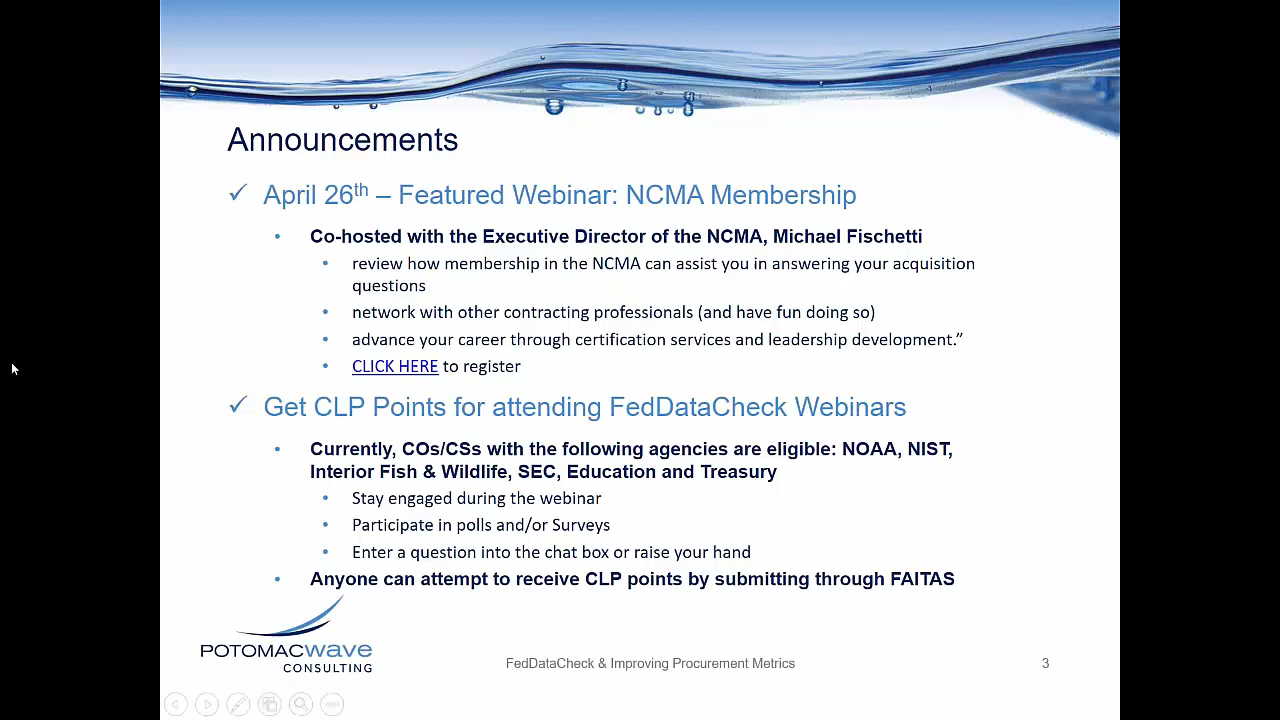 Announcements
✓ April 26th – Featured Webinar: NCMA Membership
• Co-hosted with the Executive Director of the NCMA, Michael Fischetti
• review how membership in the NCMA can assist you in answering your acquisition
questions
• network with other contracting professionals (and have fun doing so)
• advance your career through certification services and leadership development.”
• CLICK HERE to register
✓ Get CLP Points for attending FedDataCheck Webinars
• Currently, COs/CSs with the following agencies are eligible: NOAA, NIST,
Interior Fish & Wildlife, SEC, Education and Treasury
• Stay engaged during the webinar
• Participate in polls and/or Surveys
• Enter a question into the chat box or raise your hand
• Anyone can attempt to receive CLP points by submitting through FAITAS
POTOMACWAVE
CONSULTING
FedDataCheck & Improving Procurement Metrics
3